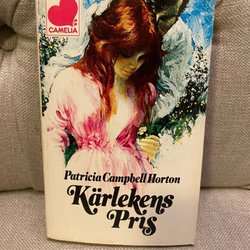 CAMELIA
Patricia Campbell Horton
Kärlekens
Pris